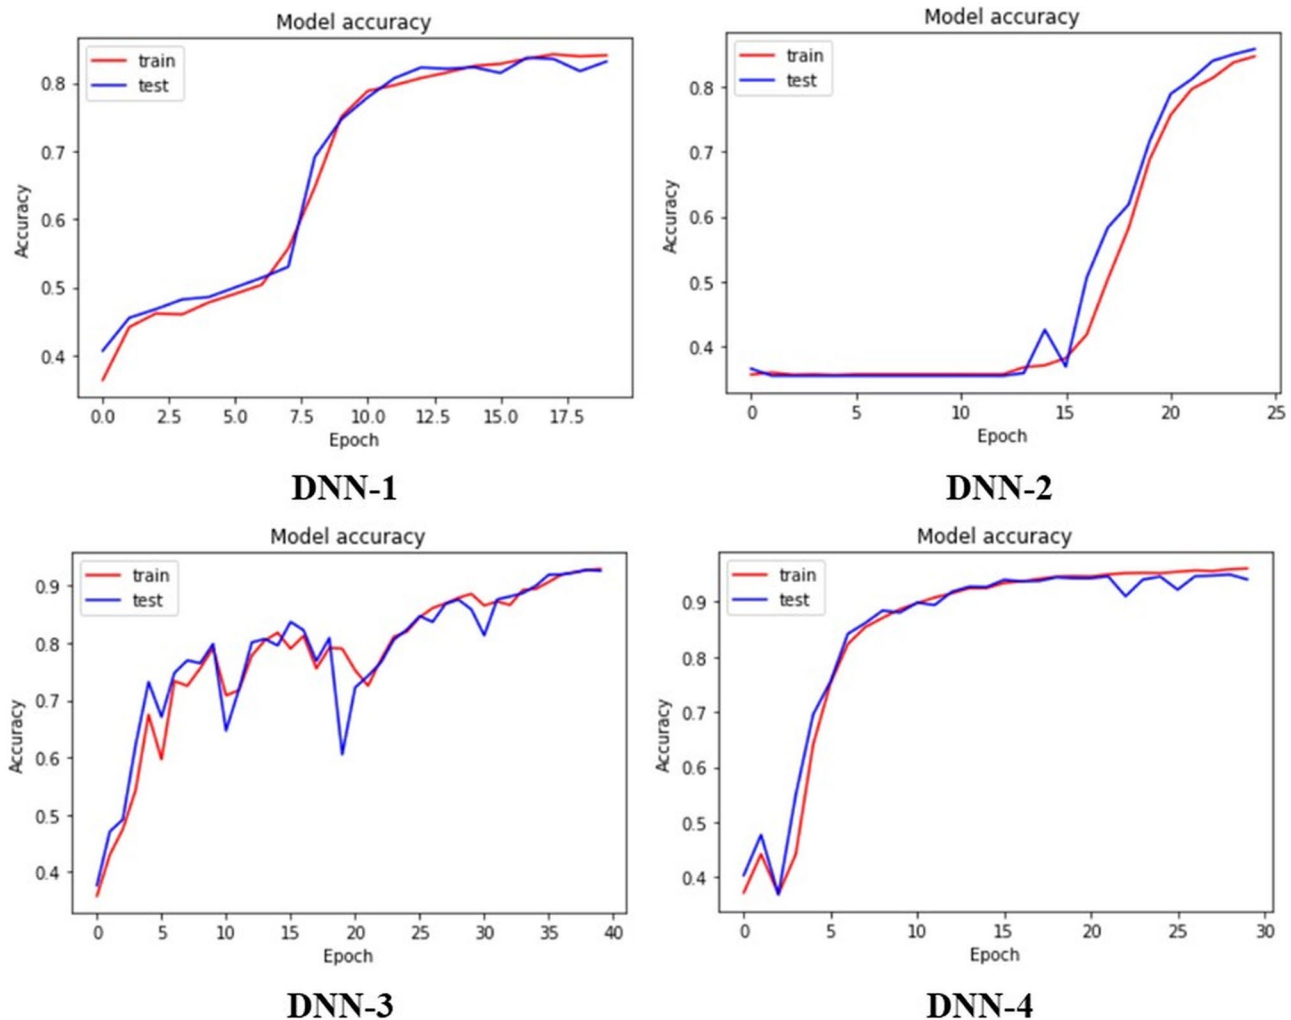 Model accuracy
train
test
Accuracy
0.8
0.7
0.6
0.5
0.4
0.0 2.5 5.0 7.5 10.0 12.5 15.0 17.5
Epoch
DNN-1
Model accuracy
train
test
Accuracy
0.8
0.7
0.6
0.5
0.4
0 5 10 15 20 25
Epoch
DNN-2
Model accuracy
train
test
Accuracy
0.9
0.8
0.7
0.6
0.5
0.4
0 5 10 15 20 25 30 35 40
Epoch
DNN-3
Model accuracy
train
test
Accuracy
0.9
0.8
0.7
0.6
0.5
0.4
0 5 10 15 20 25 30
Epoch
DNN-4